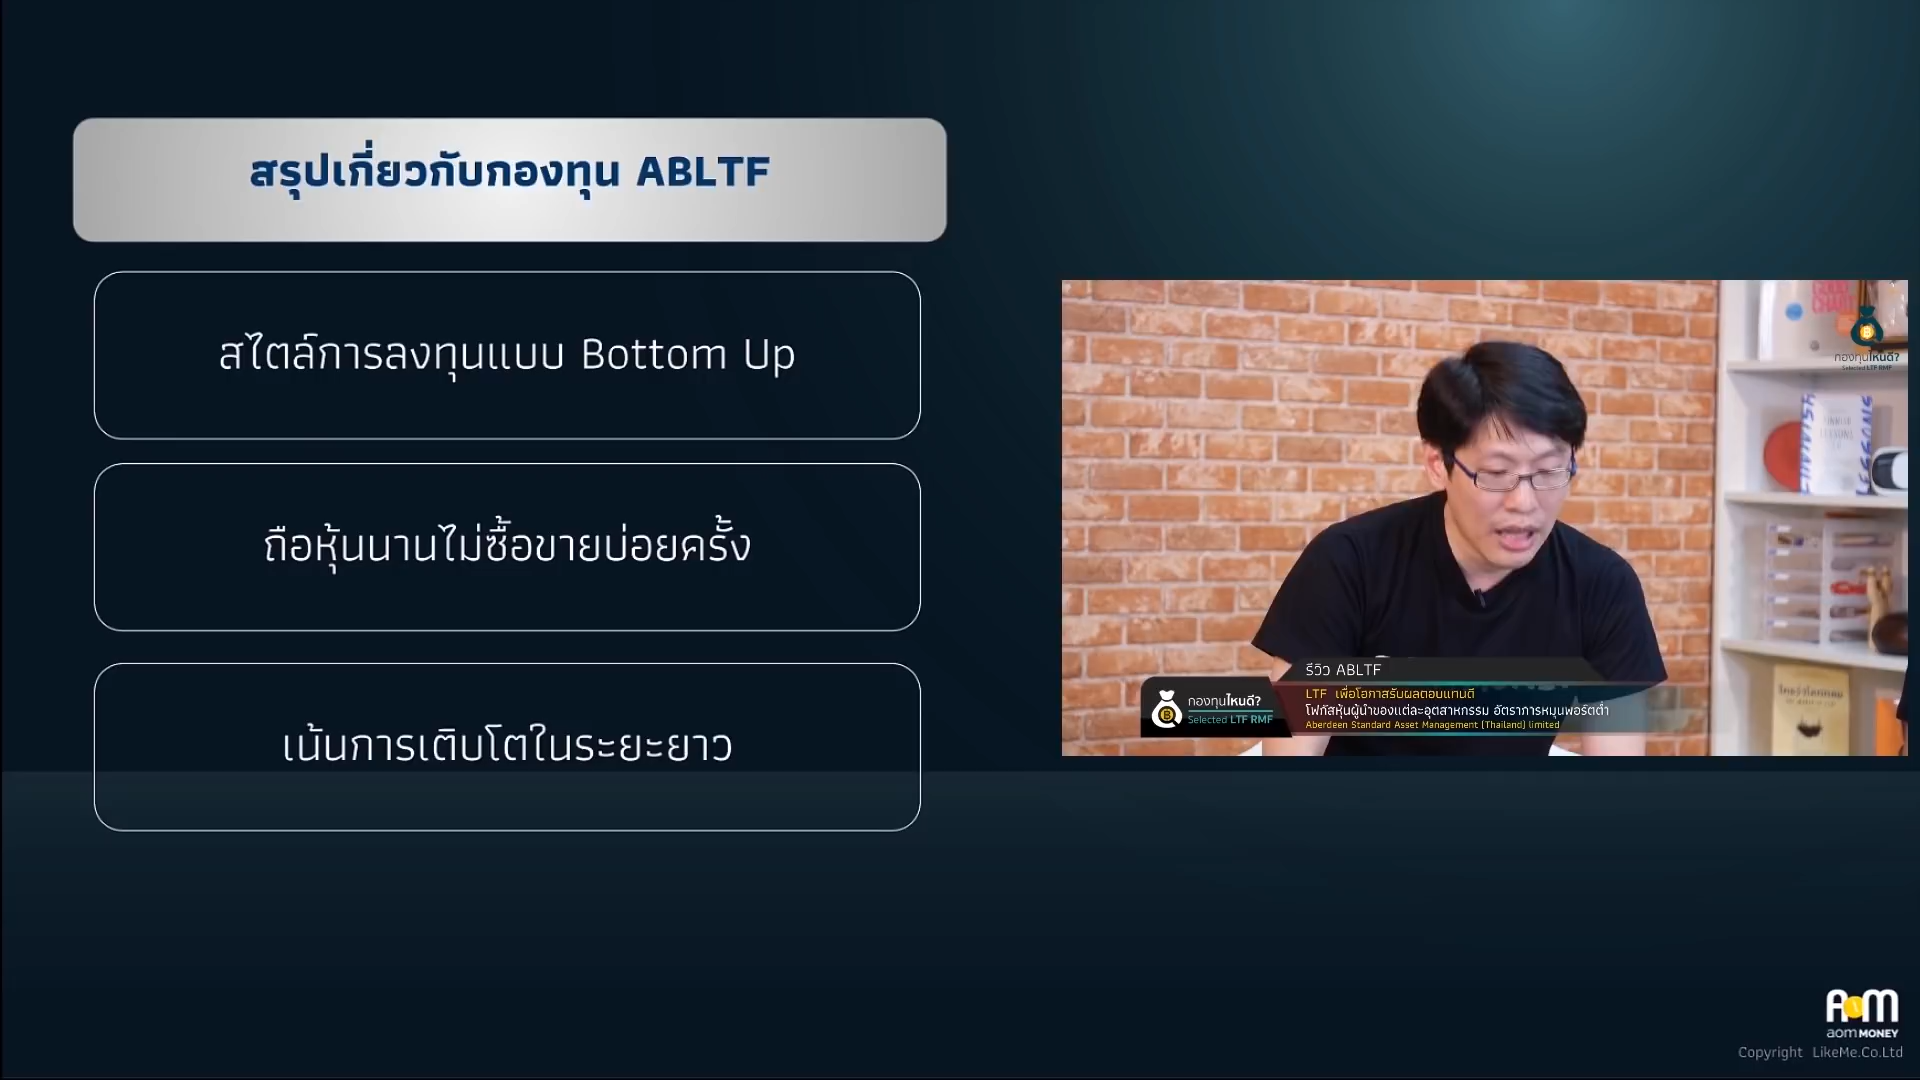 สรุปเกี่ยวกับกองทุน ABLTF
สไตล์การลงทุนแบบ Bottom Up
ถือหุ้นนานไม่ซื้อขายบ่อยครั้ง
เน้นการเติบโตในระยะยาว
กองทุนไหนดี?
Selected LTF RMF
รีวิว ABLTF
LTF เพื่อโอกาสรับผลตอบแทนดี
โฟกัสหุ้นผู้นำของแต่ละอุตสาหกรรม อัตราการหมุนพอร์ตต่ำ
Aberdeen Standard Asset Management (Thailand) limited
กองทุนไหนดี?
Selected LTF RMF
AOM
aomMONEY
Copyright LikeMe.Co.Ltd